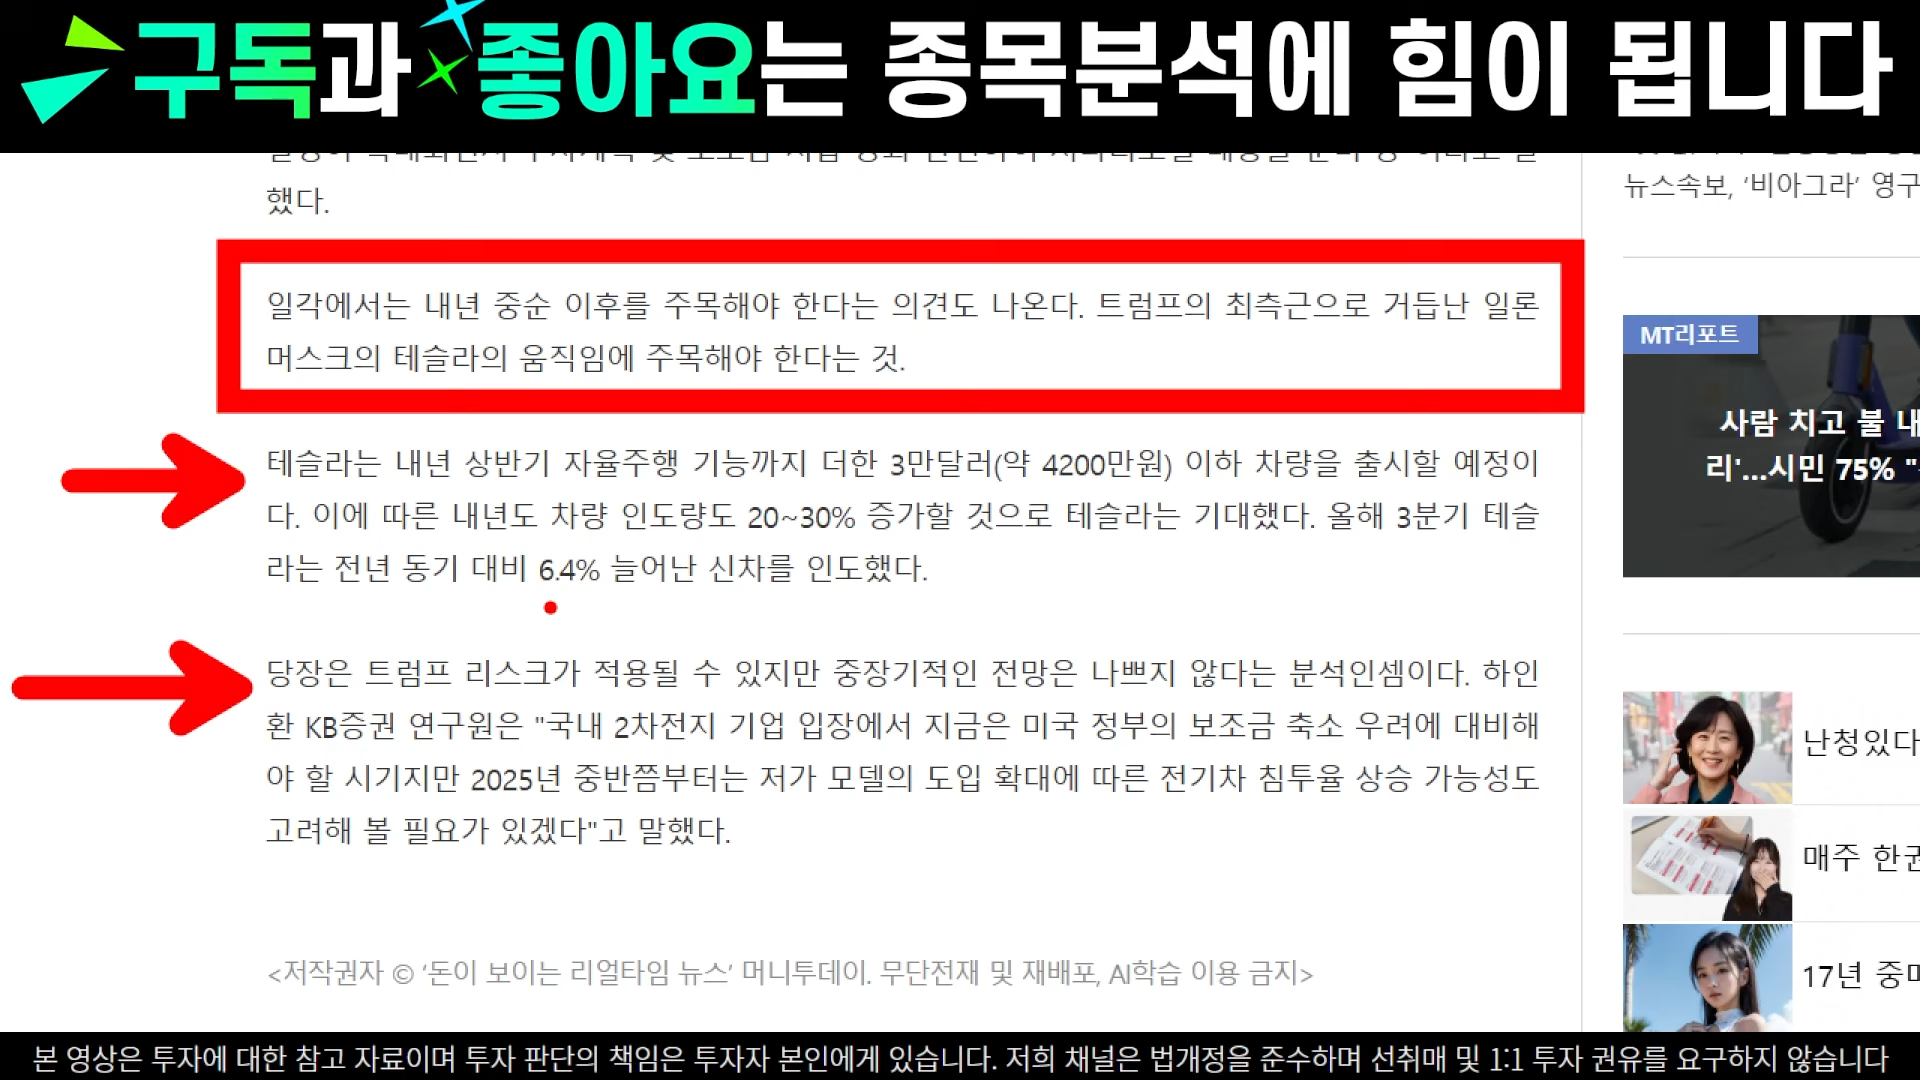 구독과 좋아요는 종목분석에 힘이 됩니다
했다.
일각에서는 내년 중순 이후를 주목해야 한다는 의견도 나온다. 트럼프의 최측근으로 거듭난 일론
머스크의 테슬라의 움직임에 주목해야 한다는 것.
테슬라는 내년 상반기 자율주행 기능까지 더한 3만달러(약 4200만원) 이하 차량을 출시할 예정이
다. 이에 따른 내년도 차량 인도량도 20~30% 증가할 것으로 테슬라는 기대했다. 올해 3분기 테슬
라는 전년 동기 대비 6.4% 늘어난 신차를 인도했다.
당장은 트럼프 리스크가 적용될 수 있지만 중장기적인 전망은 나쁘지 않다는 분석인셈이다. 하인
환 KB증권 연구원은 "국내 2차전지 기업 입장에서 지금은 미국 정부의 보조금 축소 우려에 대비해
야 할 시기지만 2025년 중반쯤부터는 저가 모델의 도입 확대에 따른 전기차 침투율 상승 가능성도
고려해 볼 필요가 있겠다"고 말했다.
<저작권자 © ‘돈이 보이는 리얼타임 뉴스’ 머니투데이. 무단전재 및 재배포, AI학습 이용 금지>
뉴스속보, ‘비아그라’ 영구
MT리포트
사람 치고 불 내
리'...시민 75% "
난청있다
매주 한권
17년 중
본 영상은 투자에 대한 참고 자료이며 투자 판단의 책임은 투자자 본인에게 있습니다. 저희 채널은 법개정을 준수하며 선취매 및 1:1 투자 권유를 요구하지 않습니다